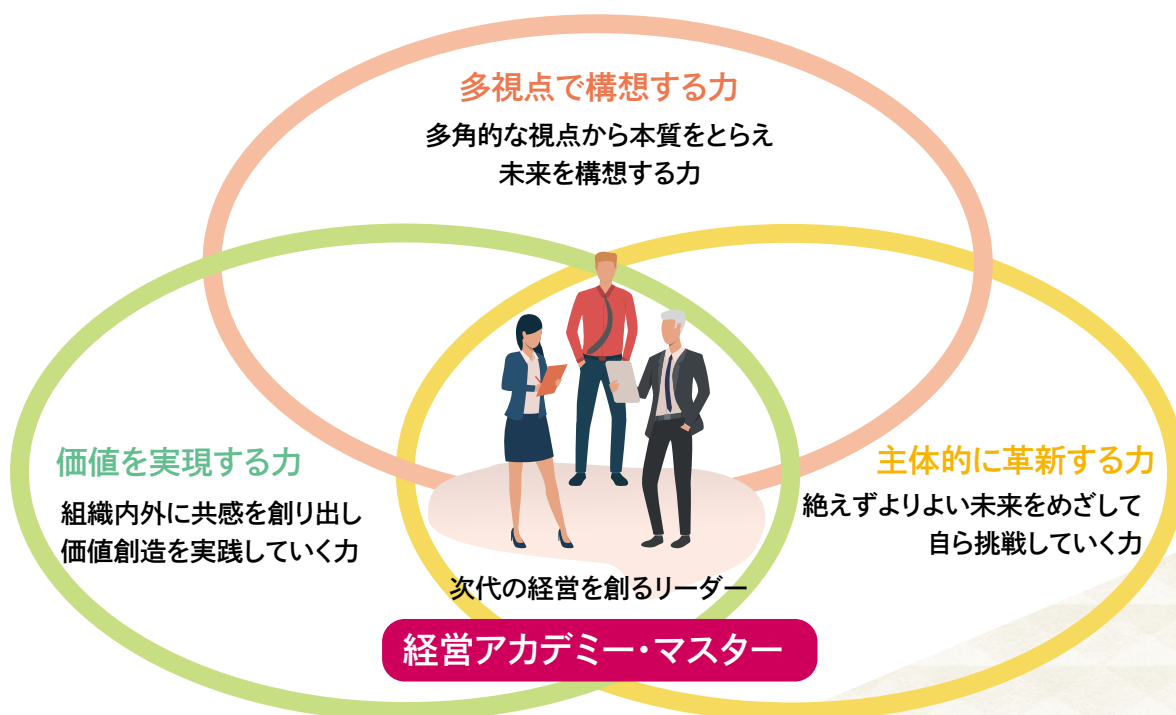 多視点で構想する力
多角的な視点から本質をとらえ
未来を構想する力
価値を実現する力
組織内外に共感を創り出し
価値創造を実践していく力
主体的に革新する力
絶えずよりよい未来をめざして
自ら挑戦していく力
次代の経営を創るリーダー
経営アカデミー・マスター